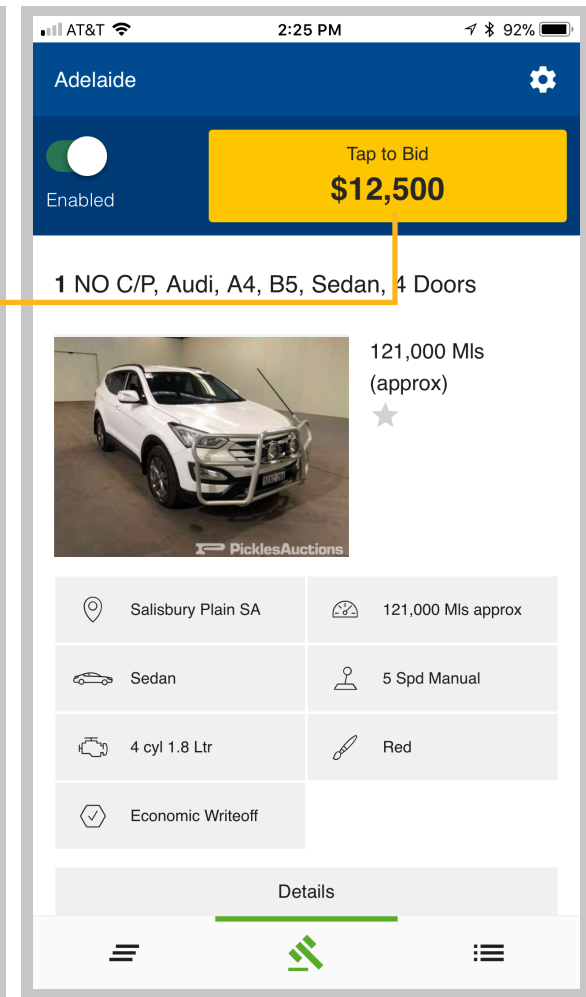 AT&T 2:25 PM 92%
Adelaide
Enabled
Tap to Bid
$12,500
1 NO C/P, Audi, A4, B5, Sedan, 4 Doors
121,000 Mls
(approx)
PicklesAuctions
Salisbury Plain SA
121,000 Mls approx
Sedan
5 Spd Manual
4 cyl 1.8 Ltr
Red
Economic Writeoff
Details